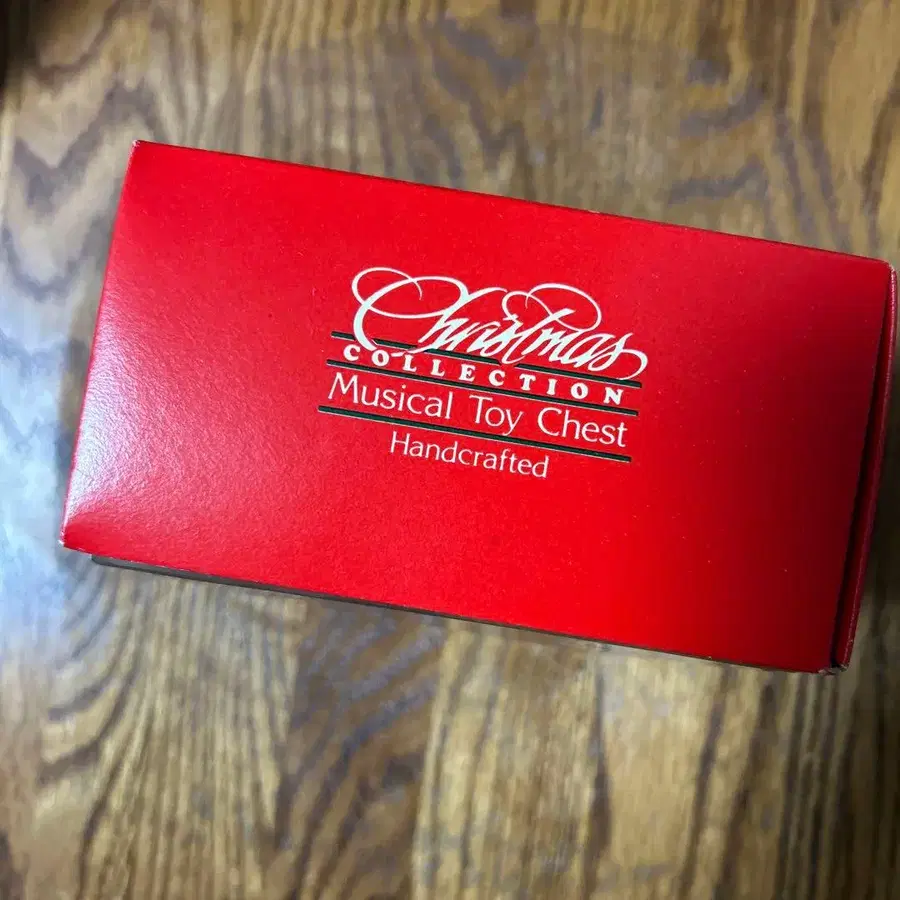 Christmas
COLLECTION
Musical Toy Chest
Handcrafted